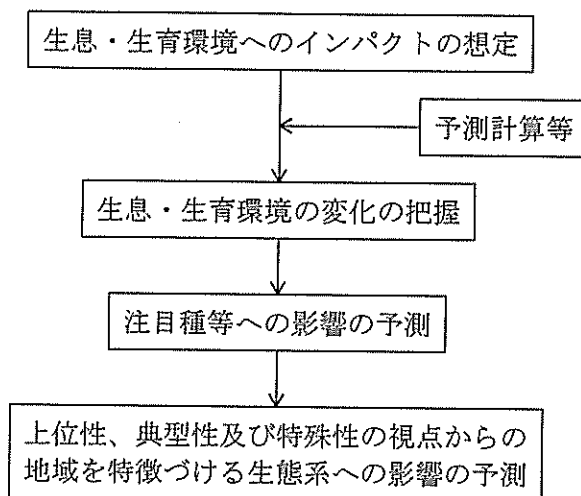 生息・生育環境へのインパクトの想定
予測計算等
生息・生育環境の変化の把握
注目種等への影響の予測
上位性、典型性及び特殊性の視点からの
地域を特徴づける生態系への影響の予測